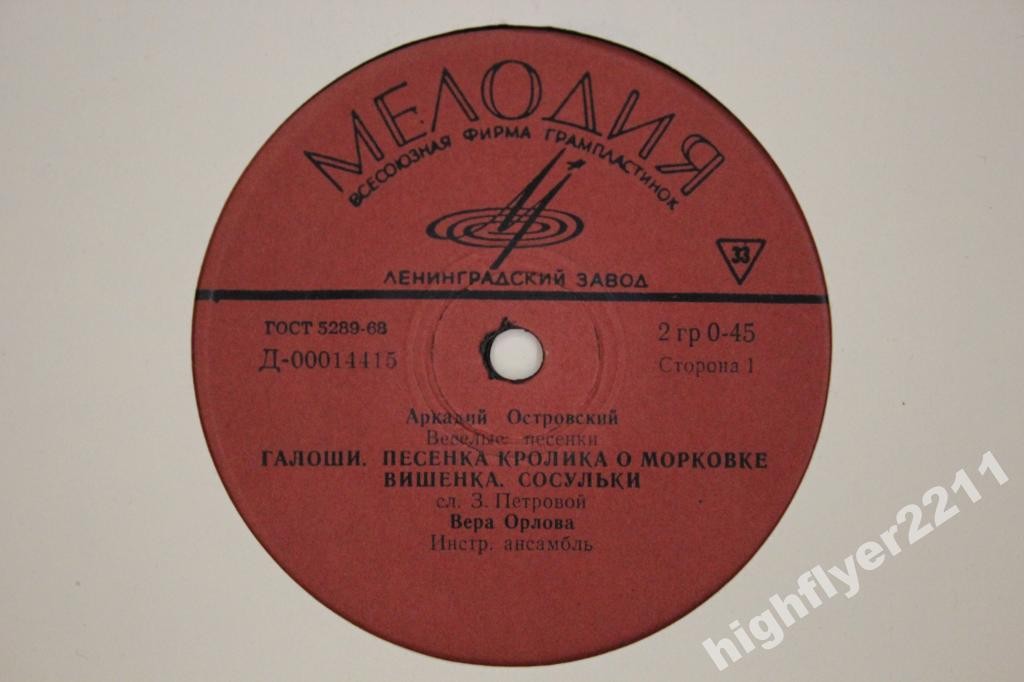 МЕЛОДИЯ
ВСЕСОЮЗНАЯ ФИРМА ГРАМПЛАСТИНОК
33
ЛЕНИНГРАДСКИЙ ЗАВОД
ГОСТ 5289-68
2 гр 0-45
Д-00014415
Сторона 1
Аркадий Островский
Веселые песенки
ГАЛОШИ. ПЕСЕНКА КРОЛИКА О МОРКОВКЕ
ВИШЕНКА. СОСУЛЬКИ
сл. З. Петровой
Вера Орлова
Инстр. ансамбль
highflyer2211